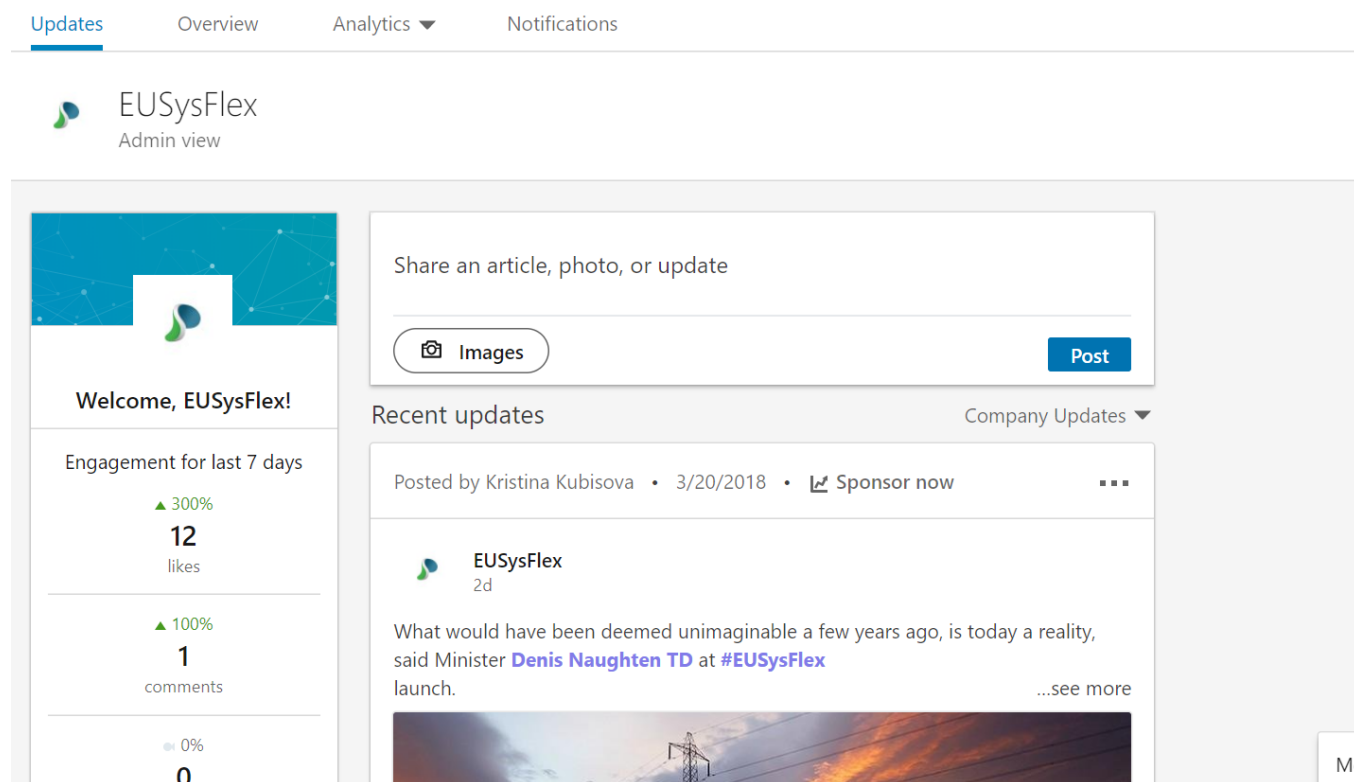 Updates Overview Analytics Notifications
EUSysFlex
Admin view
Welcome, EUSysFlex!
Engagement for last 7 days
300%
12
likes
100%
1
comments
0%
0
Share an article, photo, or update
Images
Post
Recent updates Company Updates
Posted by Kristina Kubisova • 3/20/2018 • Sponsor now
EUSysFlex
2d
What would have been deemed unimaginable a few years ago, is today a reality,
said Minister Denis Naughten TD at #EUSysFlex
launch. ...see more